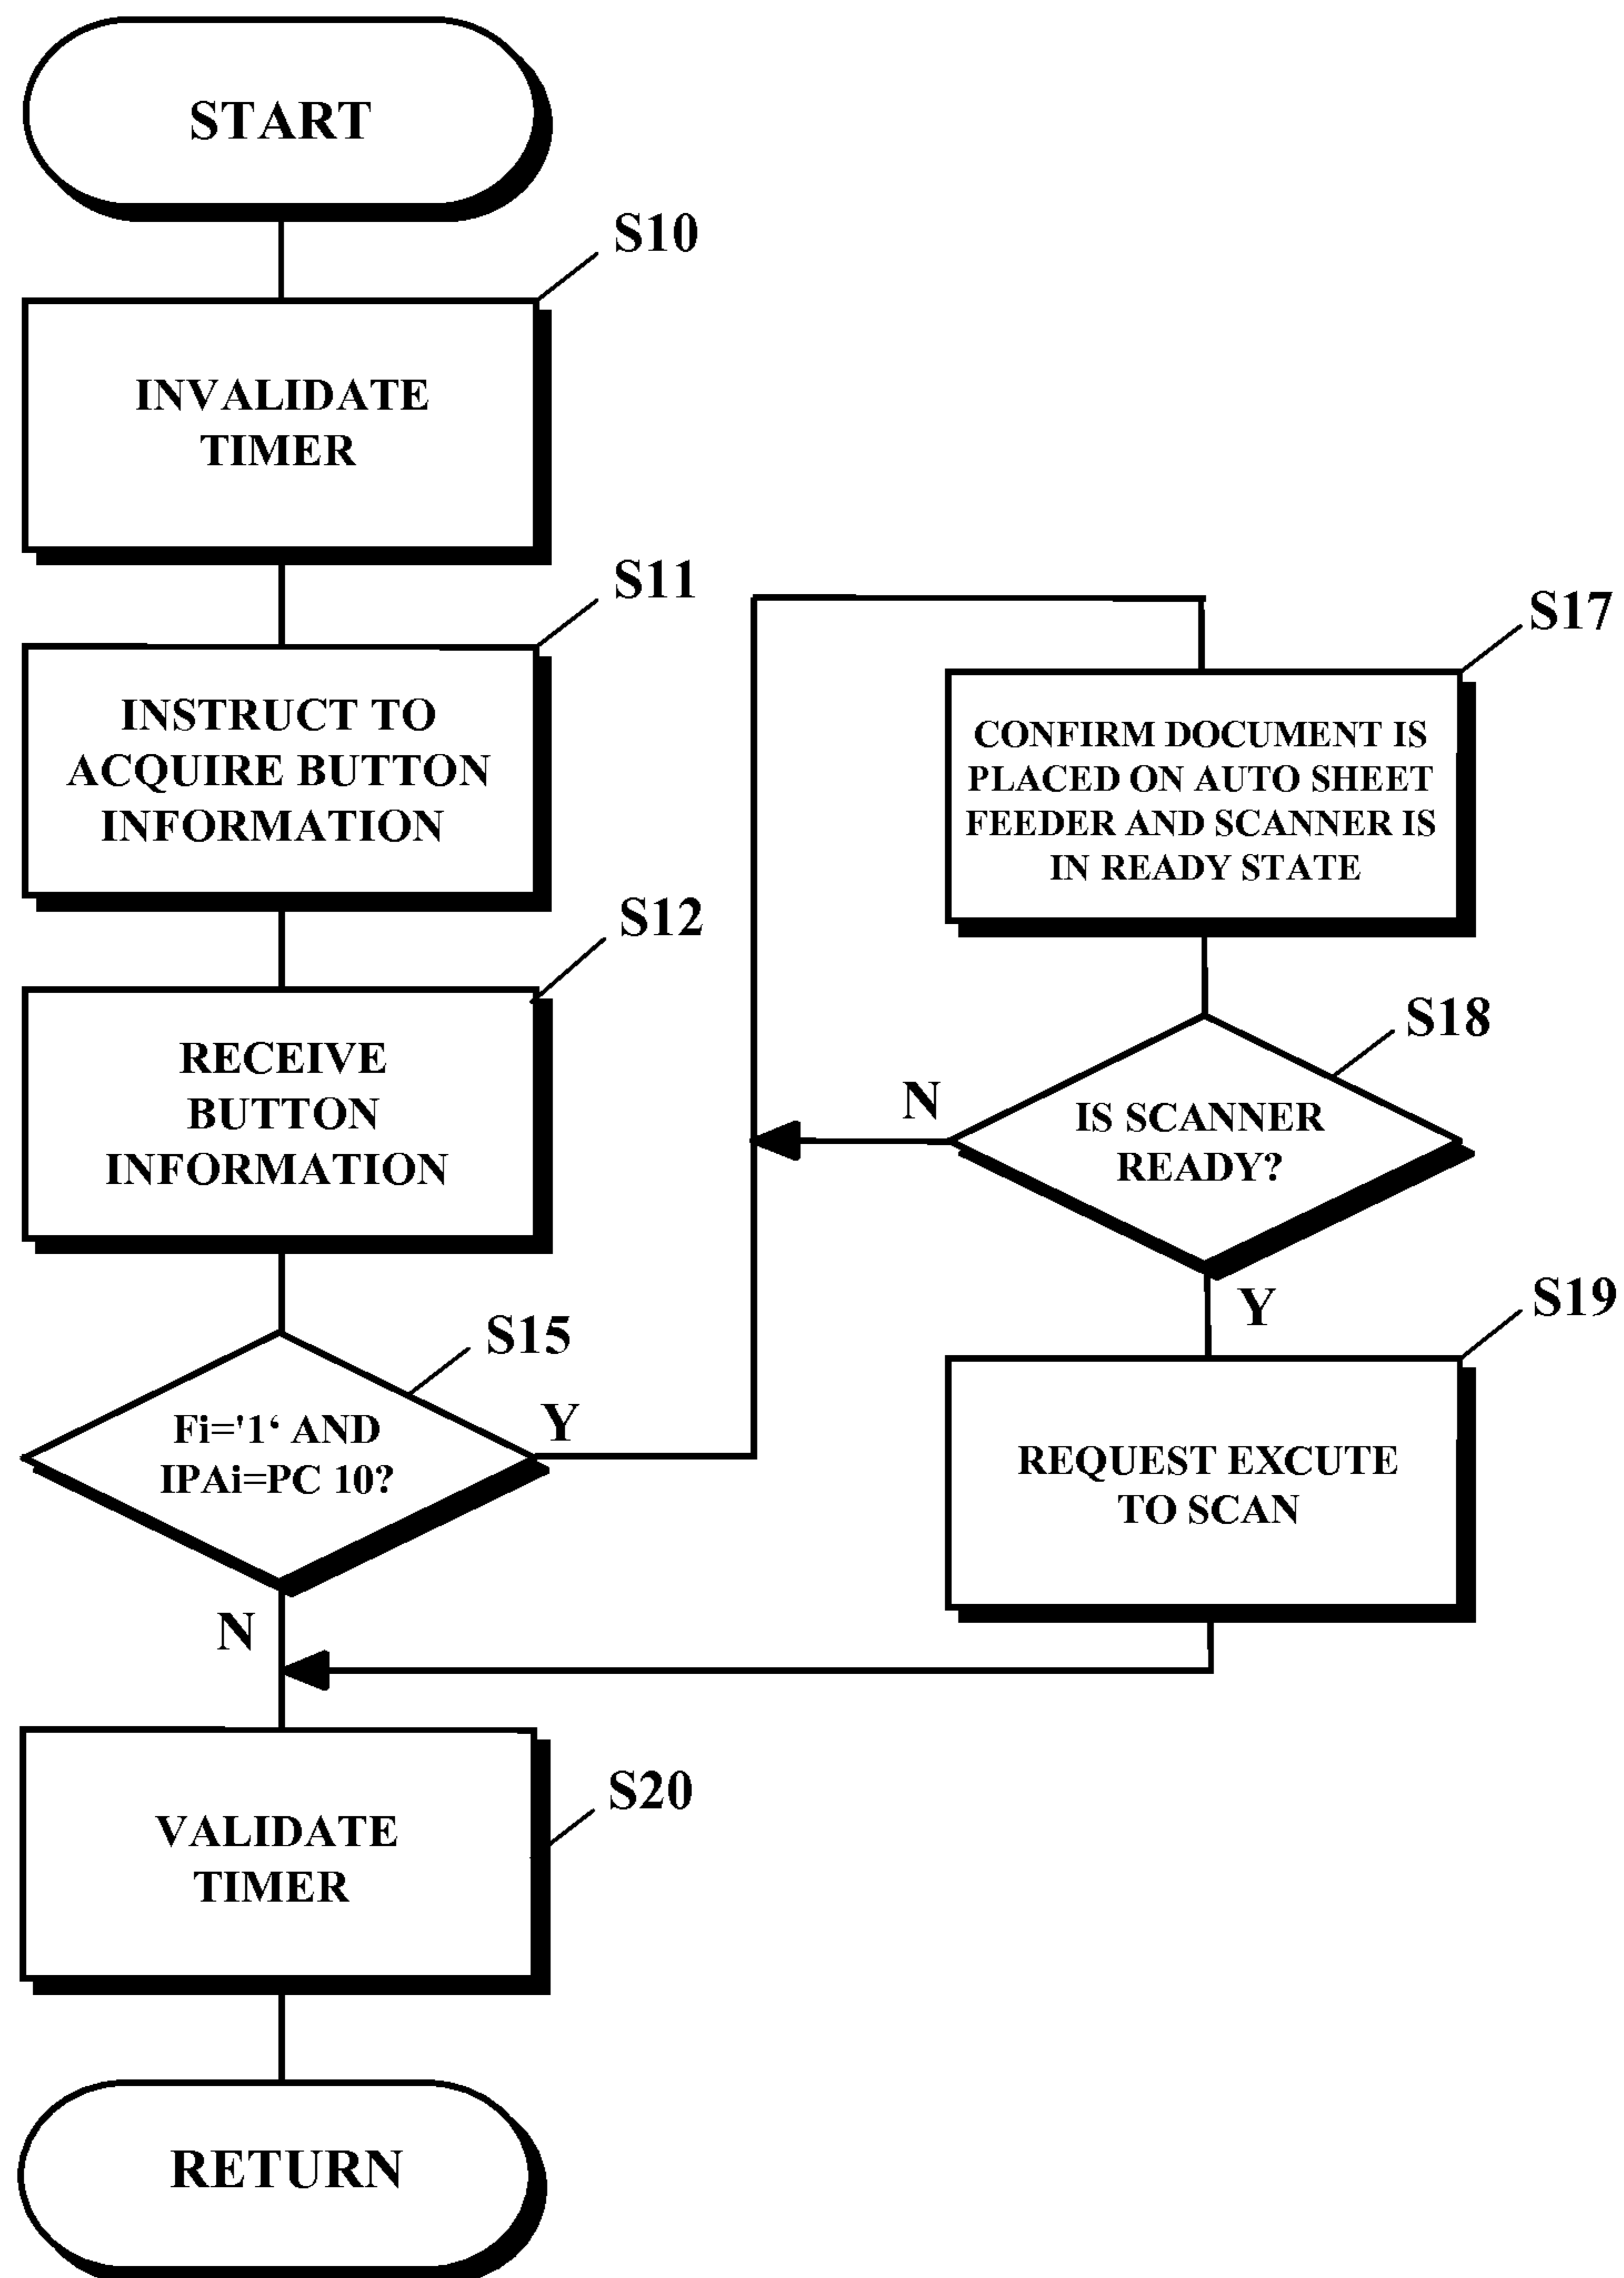 START
S10
INVALIDATE
TIMER
S11
INSTRUCT TO
ACQUIRE BUTTON
INFORMATION
S12
RECEIVE
BUTTON
INFORMATION
S15
Fi='1‘ AND
IPAi=PC 10?
Y
N
S17
CONFIRM DOCUMENT IS
PLACED ON AUTO SHEET
FEEDER AND SCANNER IS
IN READY STATE
S18
IS SCANNER
READY?
N
Y
S19
REQUEST EXCUTE
TO SCAN
S20
VALIDATE
TIMER
RETURN